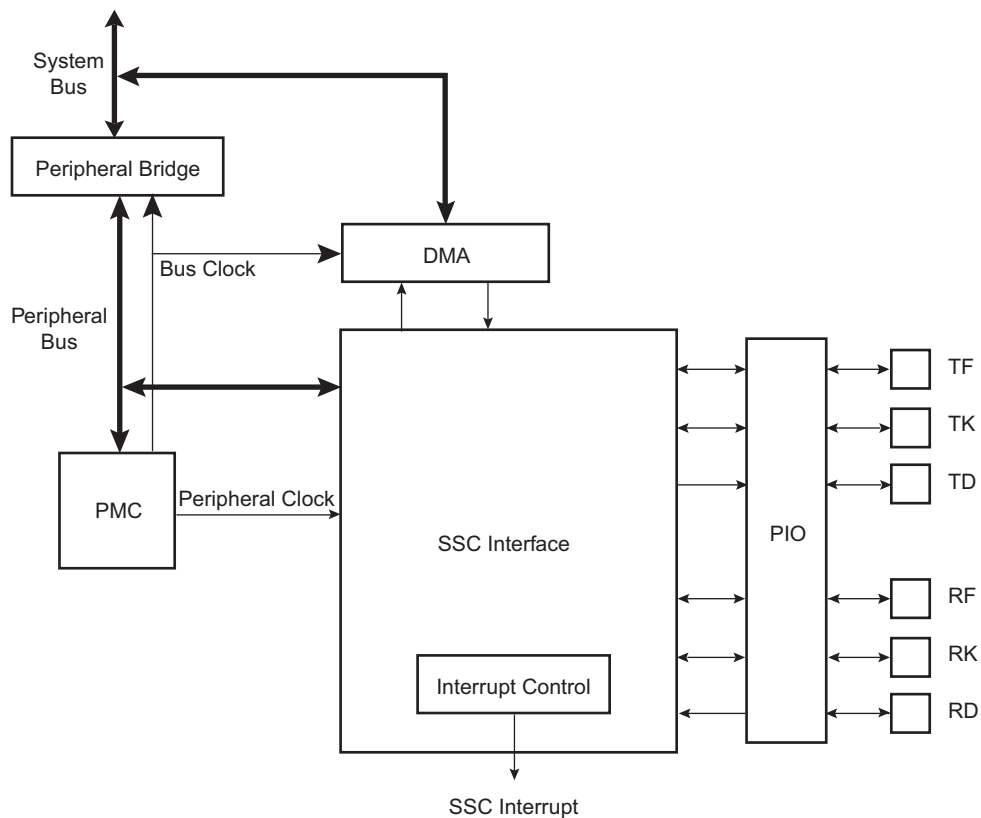 System
Bus
Peripheral Bridge
DMA
Bus Clock
Peripheral
Bus
TF
TK
TD
Peripheral Clock
PMC
PIO
SSC Interface
RF
RK
Interrupt Control
RD
SSC Interrupt